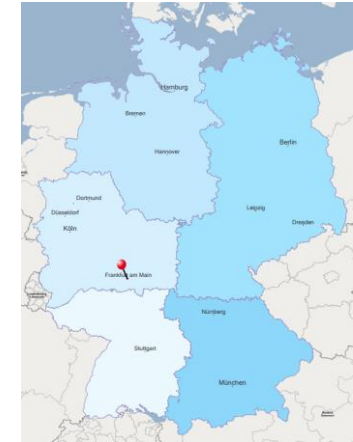 Hamburg
Bremen
Hannover
Berlin
Dortmund
Düsseldorf
Leipzig
Köln
Dresden
Frankfurt am Main
Nürnberg
Stuttgart
München